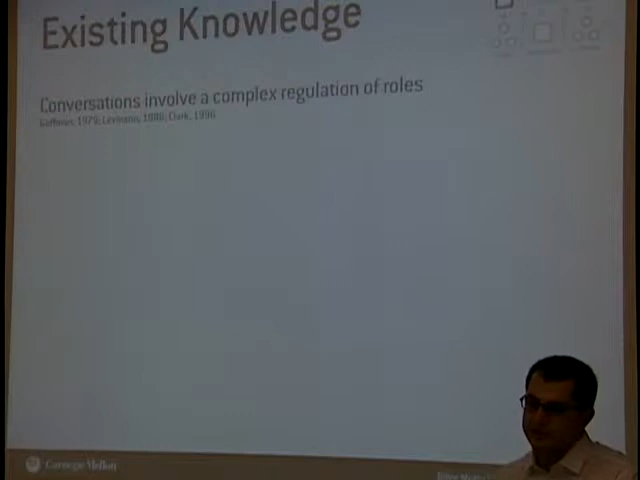 Existing Knowledge
Conversations involve a complex regulation of roles
Goffman, 1979; Levinson, 1988; Clark, 1996
Carnegie Mellon